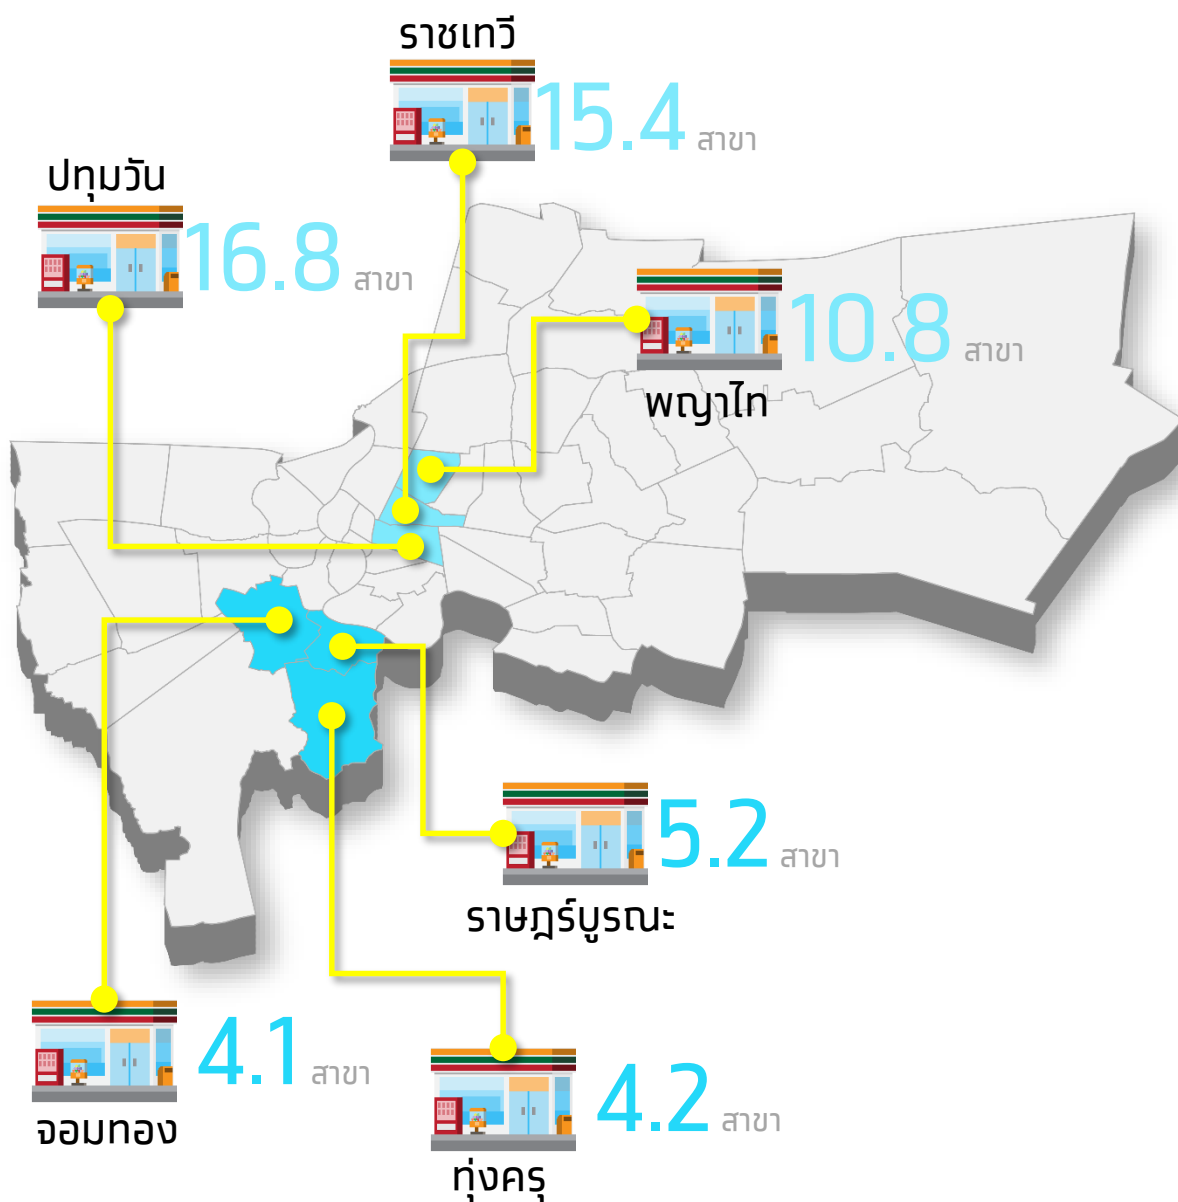 ราชเทวี
15.4 สาขา
ปทุมวัน
16.8 สาขา
10.8 สาขา
พญาไท
5.2 สาขา
ราษฎร์บูรณะ
4.1 สาขา
จอมทอง
4.2 สาขา
ทุ่งครุ